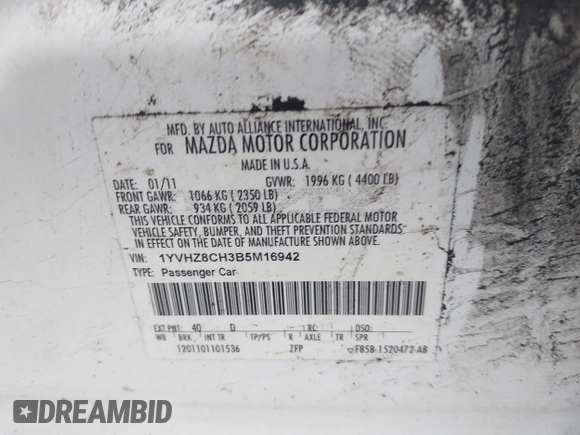 MFD. BY AUTO ALLIANCE INTERNATIONAL, INC.
FOR MAZDA MOTOR CORPORATION
MADE IN U.S.A.
DATE: 01/11 GVWR: 1996 KG ( 4400 LB)
FRONT GAWR: 1066 KG ( 2350 LB)
REAR GAWR: 934 KG ( 2059 LB)
THIS VEHICLE CONFORMS TO ALL APPLICABLE FEDERAL MOTOR
VEHICLE SAFETY, BUMPER, AND THEFT PREVENTION STANDARDS
IN EFFECT ON THE DATE OF MANUFACTURE SHOWN ABOVE.
VIN: 1YVHZ8CH3B5M16942
TYPE: Passenger Car
EXT PNT: 40 D RC: DSO:
WB BRK INT TR TP/PS R AXLE TR SPR
1201101101536 ZFP F85B-1520472-AB
DREAMBID